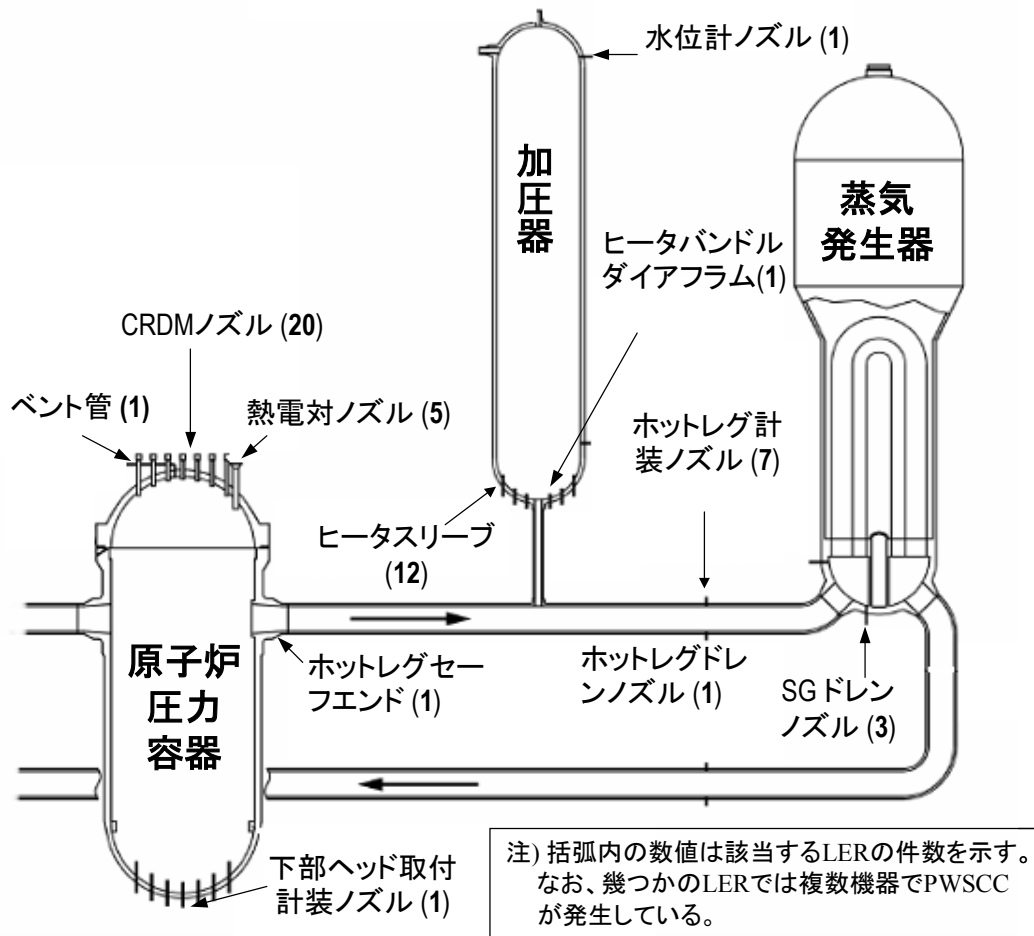 水位計ノズル (1)
加
圧
器
蒸気
発生器
ヒータバンドル
ダイアフラム(1)
CRDMノズル (20)
ベント管 (1)
熱電対ノズル (5)
ホットレグ計
装ノズル (7)
ヒータスリーブ
(12)
原子炉
圧力
容器
ホットレグセー
フエンド (1)
ホットレグドレ
ンノズル (1)
SGドレン
ノズル (3)
下部ヘッド取付
計装ノズル (1)
注) 括弧内の数値は該当するLERの件数を示す。
なお、幾つかのLERでは複数機器でPWSCC
が発生している。